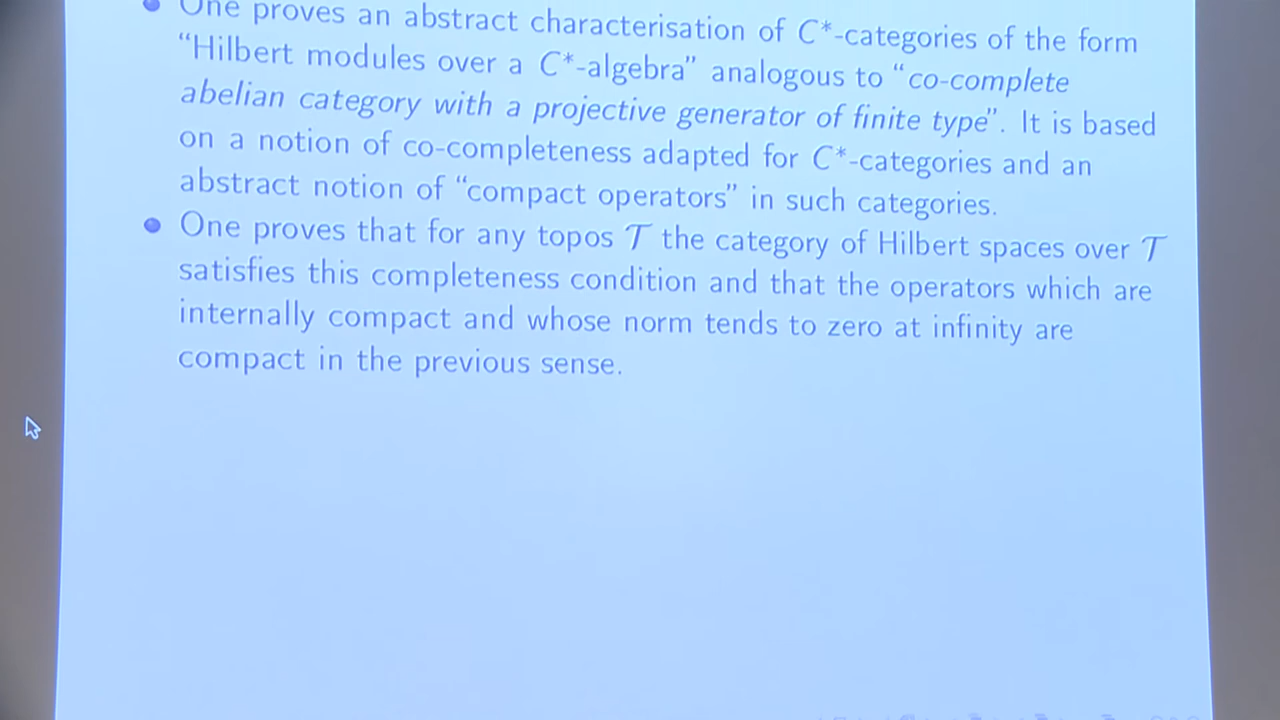 • One proves an abstract characterisation of C*-categories of the form
“Hilbert modules over a C*-algebra” analogous to “co-complete
abelian category with a projective generator of finite type”. It is based
on a notion of co-completeness adapted for C*-categories and an
abstract notion of “compact operators” in such categories.
• One proves that for any topos 𝒯 the category of Hilbert spaces over 𝒯
satisfies this completeness condition and that the operators which are
internally compact and whose norm tends to zero at infinity are
compact in the previous sense.